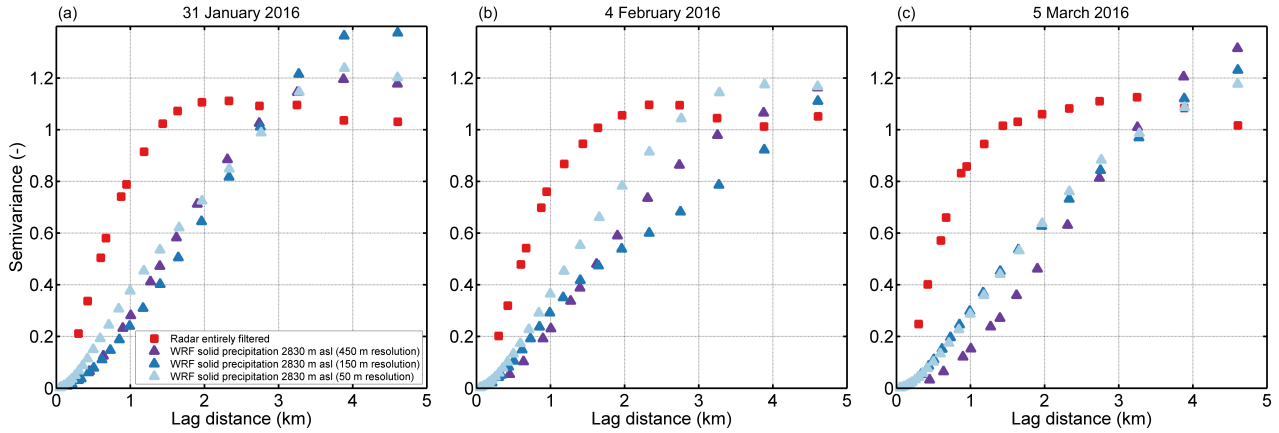 (a) 31 January 2016
(b) 4 February 2016
(c) 5 March 2016
Semivariance (-)
1.2
1
0.8
0.6
0.4
0.2
0
Radar entirely filtered
WRF solid precipitation 2830 m asl (450 m resolution)
WRF solid precipitation 2830 m asl (150 m resolution)
WRF solid precipitation 2830 m asl (50 m resolution)
0 1 2 3 4 5
Lag distance (km)
1.2
1
0.8
0.6
0.4
0.2
0
0 1 2 3 4 5
Lag distance (km)
1.2
1
0.8
0.6
0.4
0.2
0
0 1 2 3 4 5
Lag distance (km)